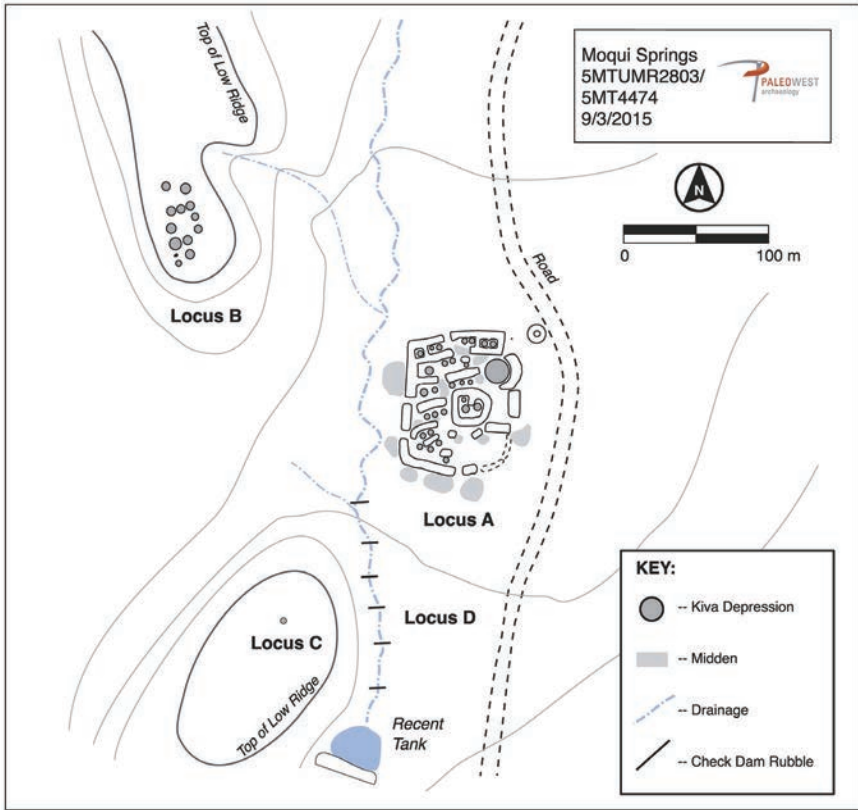 Top of Low Ridge
Moqui Springs
5MTUMR2803/
5MT4474
9/3/2015
PALEOWEST
archaeology
N
0 100 m
Road
Locus B
Locus A
Locus D
Locus C
Top of Low Ridge
Recent
Tank
KEY:
-- Kiva Depression
-- Midden
-- Drainage
-- Check Dam Rubble